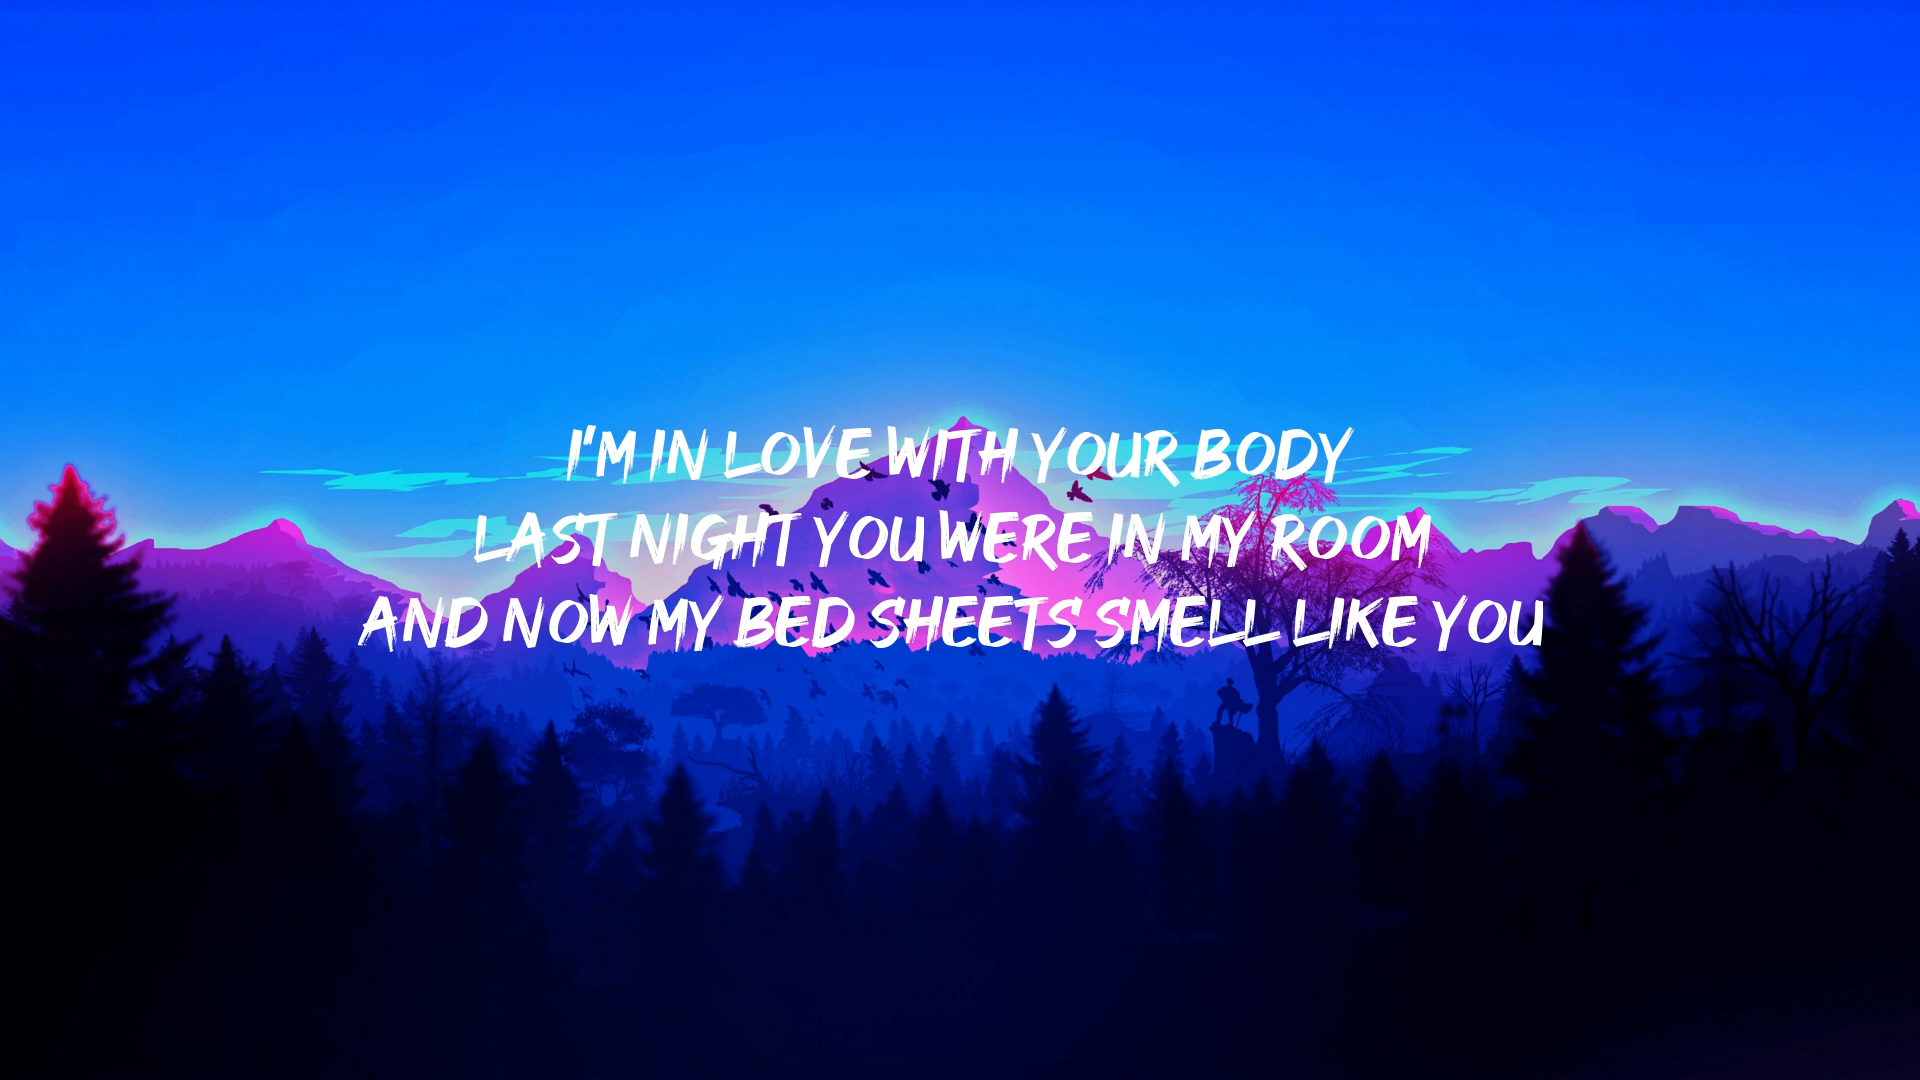 I'M IN LOVE WITH YOUR BODY
LAST NIGHT YOU WERE IN MY ROOM
AND NOW MY BED SHEETS SMELL LIKE YOU